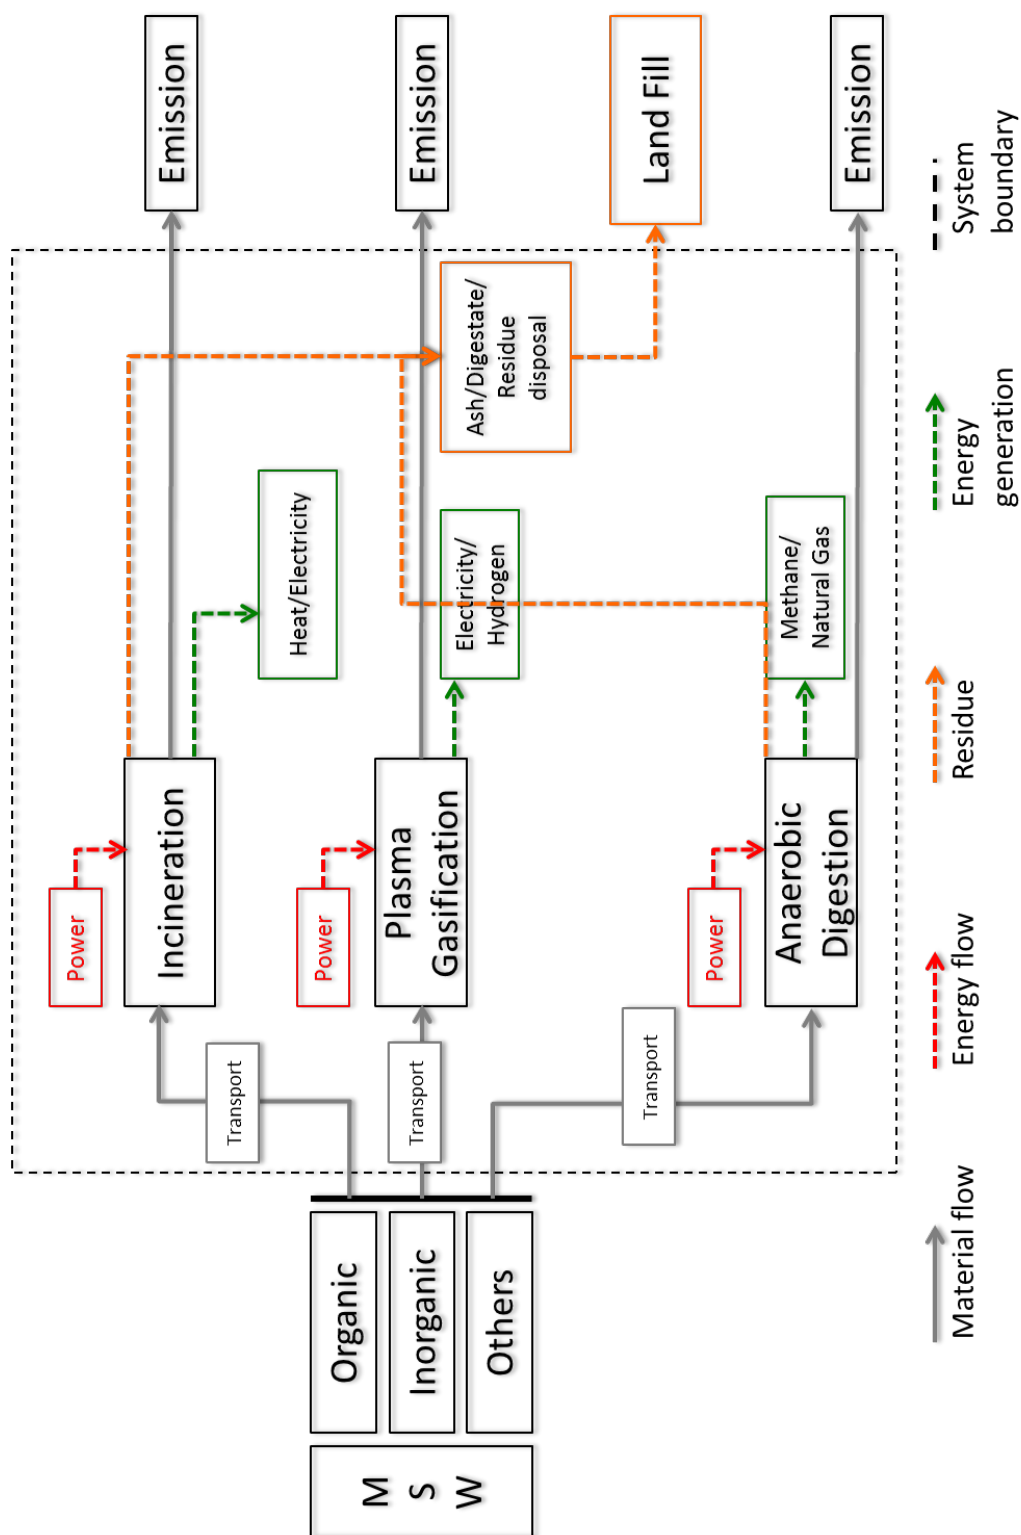 M
S
W
Organic
Inorganic
Others
Transport
Transport
Transport
Power
Incineration
Power
Plasma
Gasification
Power
Anaerobic
Digestion
Heat/Electricity
Electricity/
Hydrogen
Methane/
Natural Gas
Ash/Digestate/
Residue
disposal
Emission
Emission
Land Fill
Emission
Material flow
Energy flow
Residue
Energy
generation
System
boundary